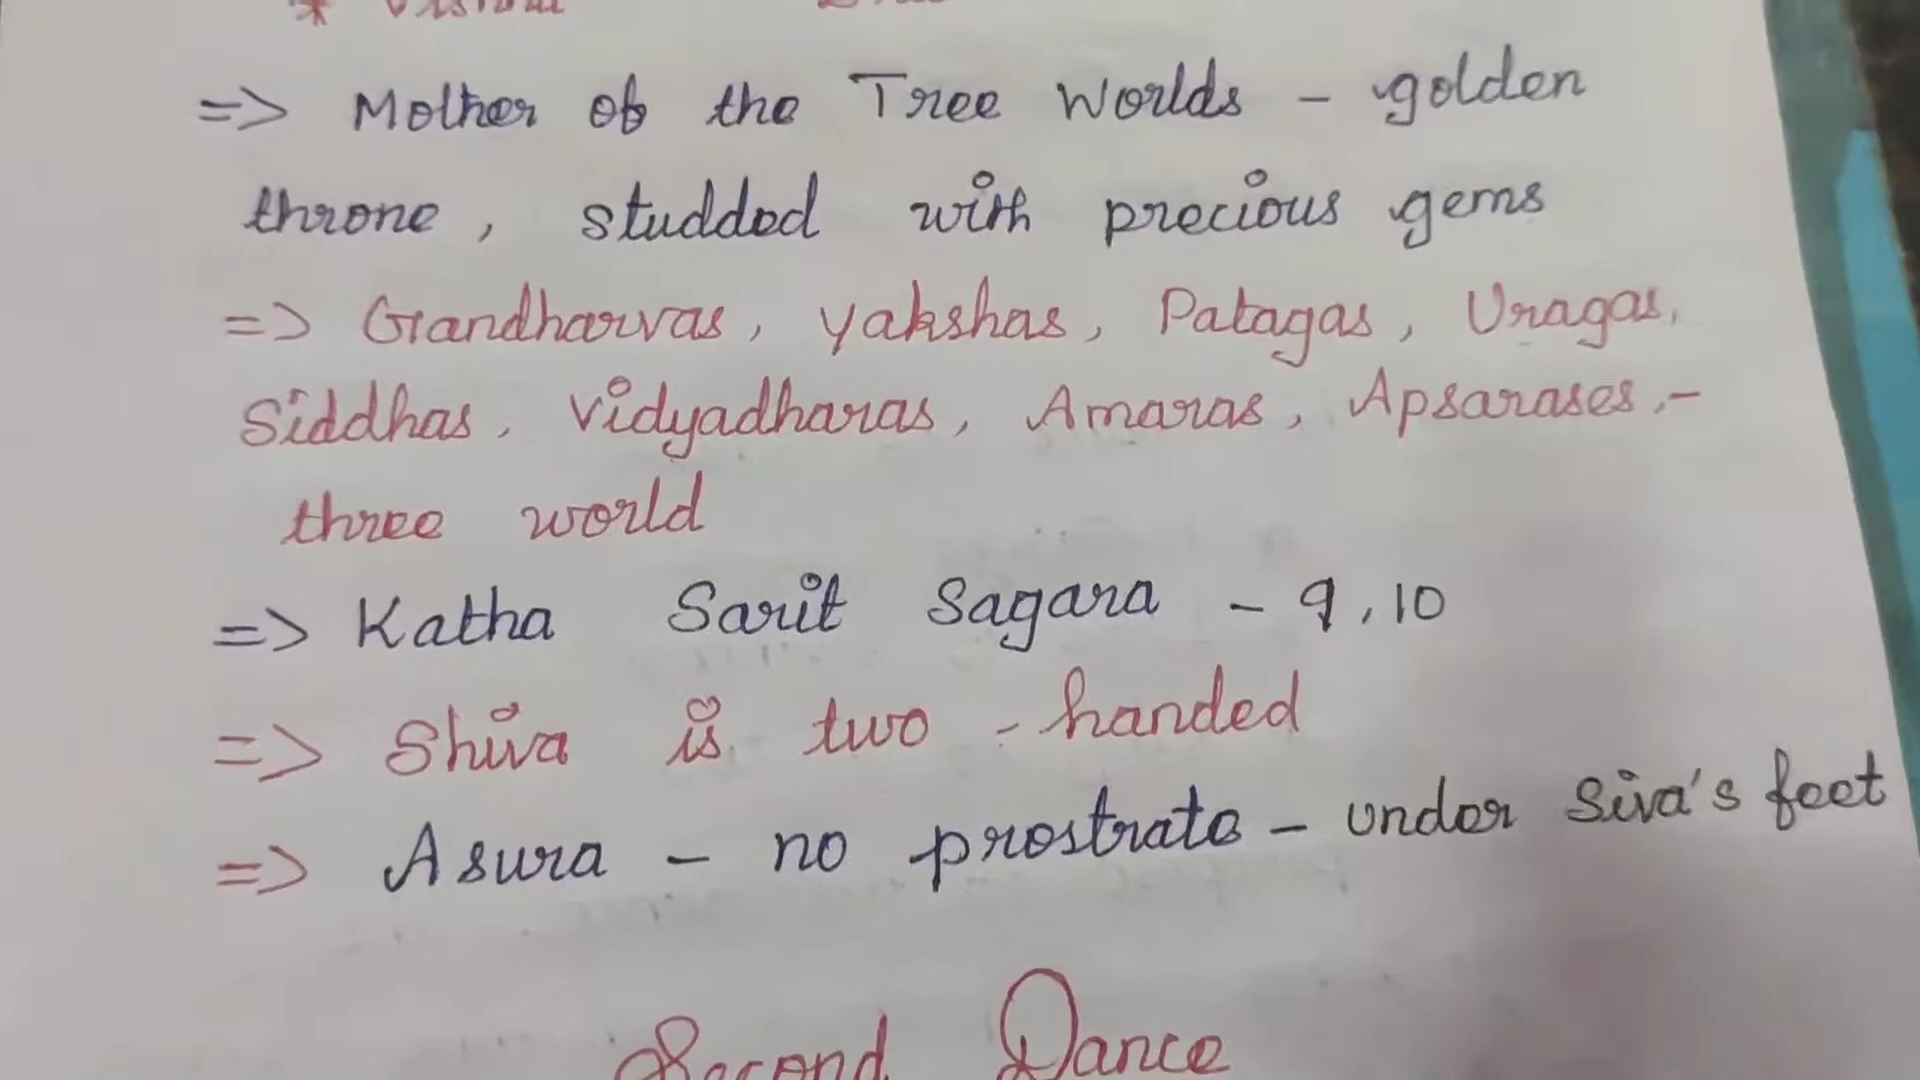 => Mother of the Tree Worlds - golden
throne, studded with precious gems
=> Gandharvas, Yakshas, Patagas, Uragas,
Siddhas, Vidyadharas, Amaras, Apsarases, -
three world
=> Katha Sarit Sagara - 9, 10
=> Shiva is two - handed
=> Asura - no prostrate - under Siva's feet
Second Dance